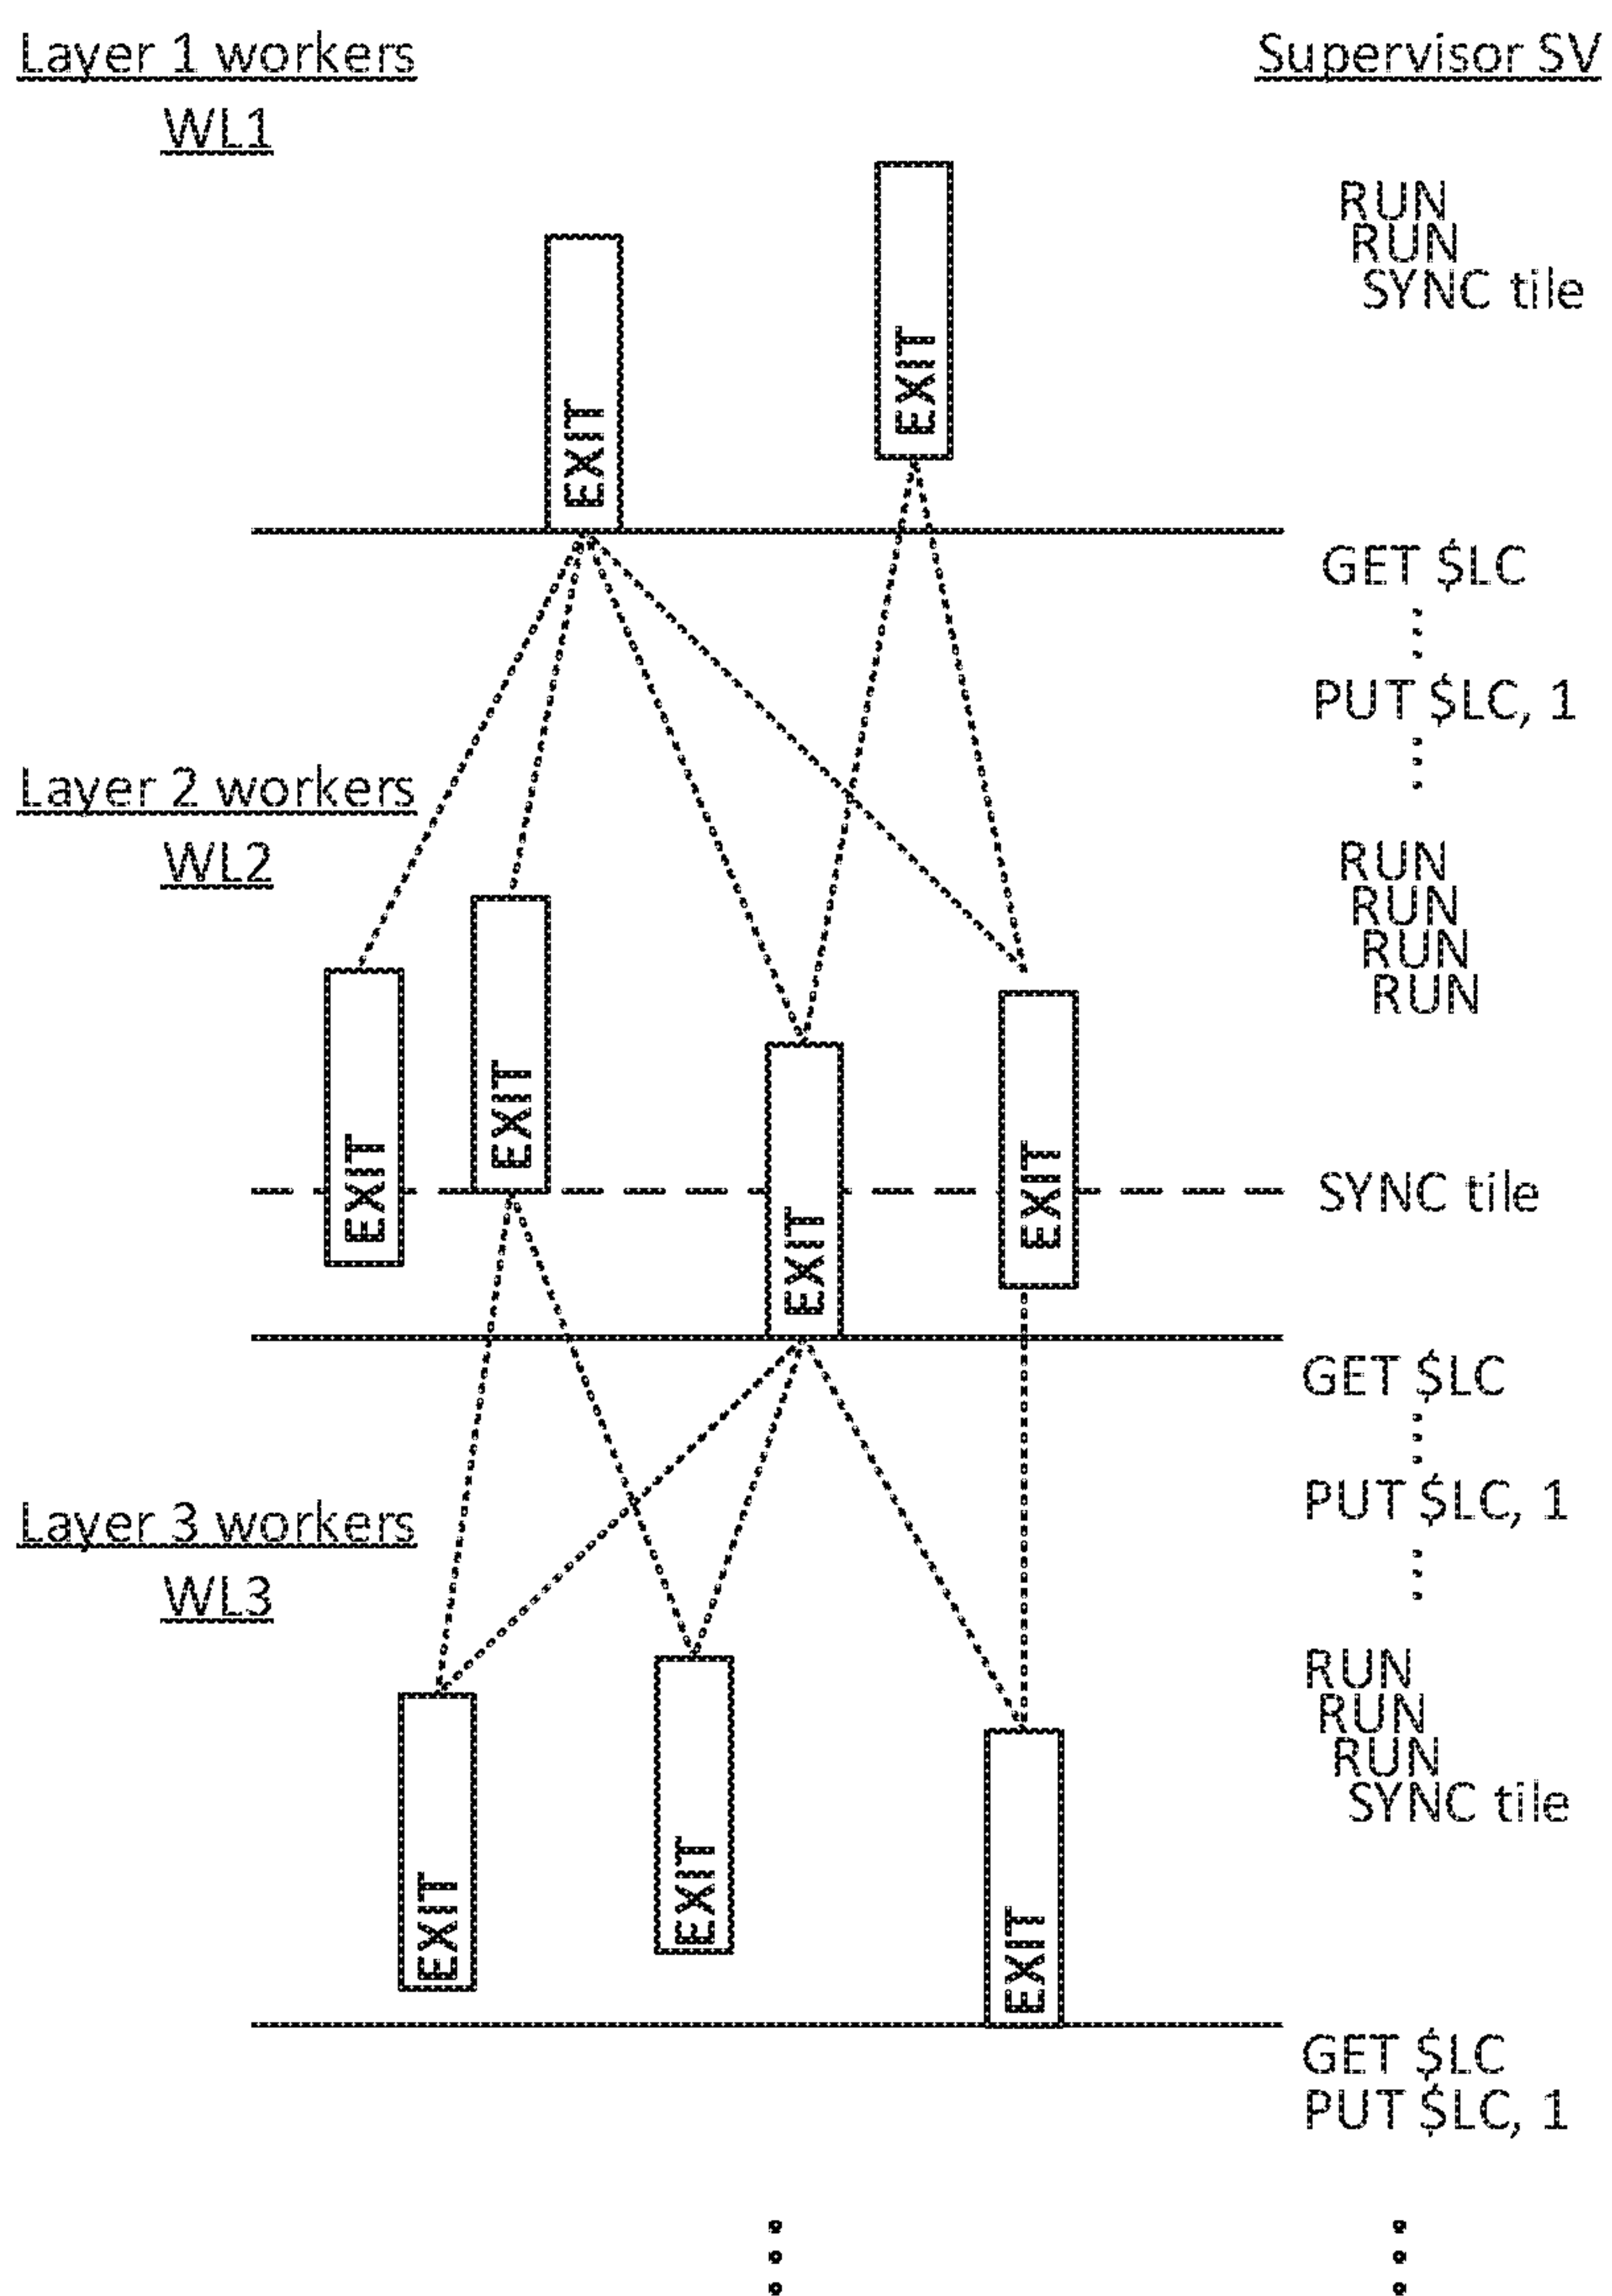 Layer 1 workers
WL1
Supervisor SV
RUN
RUN
SYNC tile
EXIT
EXIT
GET $LC
PUT $LC, 1
Layer 2 workers
WL2
RUN
RUN
RUN
RUN
EXIT
EXIT
EXIT
EXIT
SYNC tile
GET $LC
PUT $LC, 1
Layer 3 workers
WL3
RUN
RUN
RUN
SYNC tile
EXIT
EXIT
EXIT
GET $LC
PUT $LC, 1